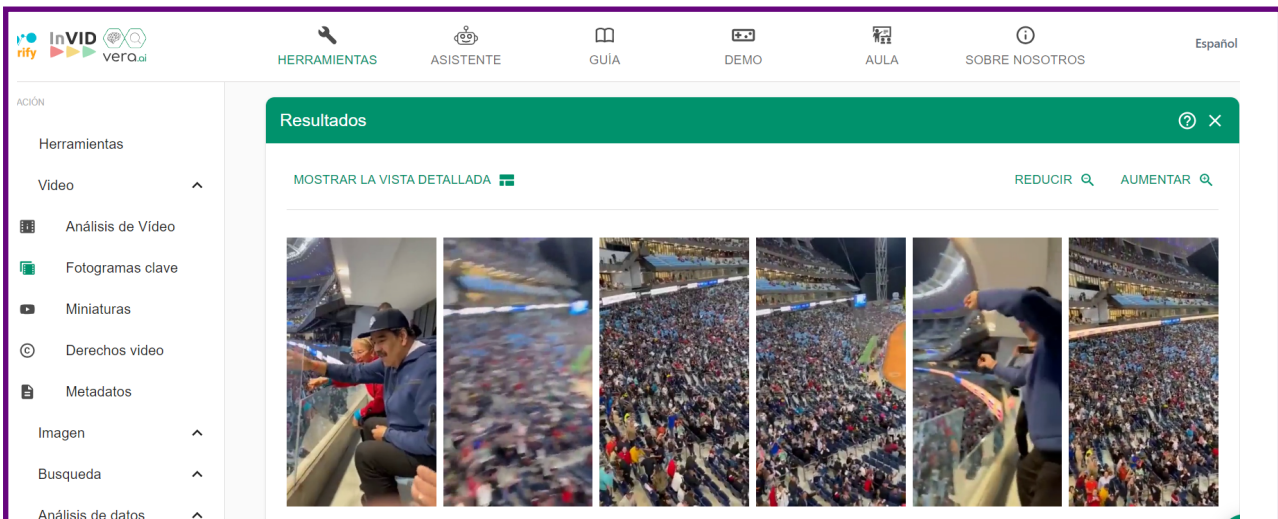 rify InVID vera.ai
HERRAMIENTAS ASISTENTE GUÍA DEMO AULA SOBRE NOSOTROS Español
ACIÓN
Resultados
Herramientas
Video
MOSTRAR LA VISTA DETALLADA REDUCIR AUMENTAR
Análisis de Vídeo
Fotogramas clave
Miniaturas
Derechos video
Metadatos
Imagen
Busqueda
Análisis de datos